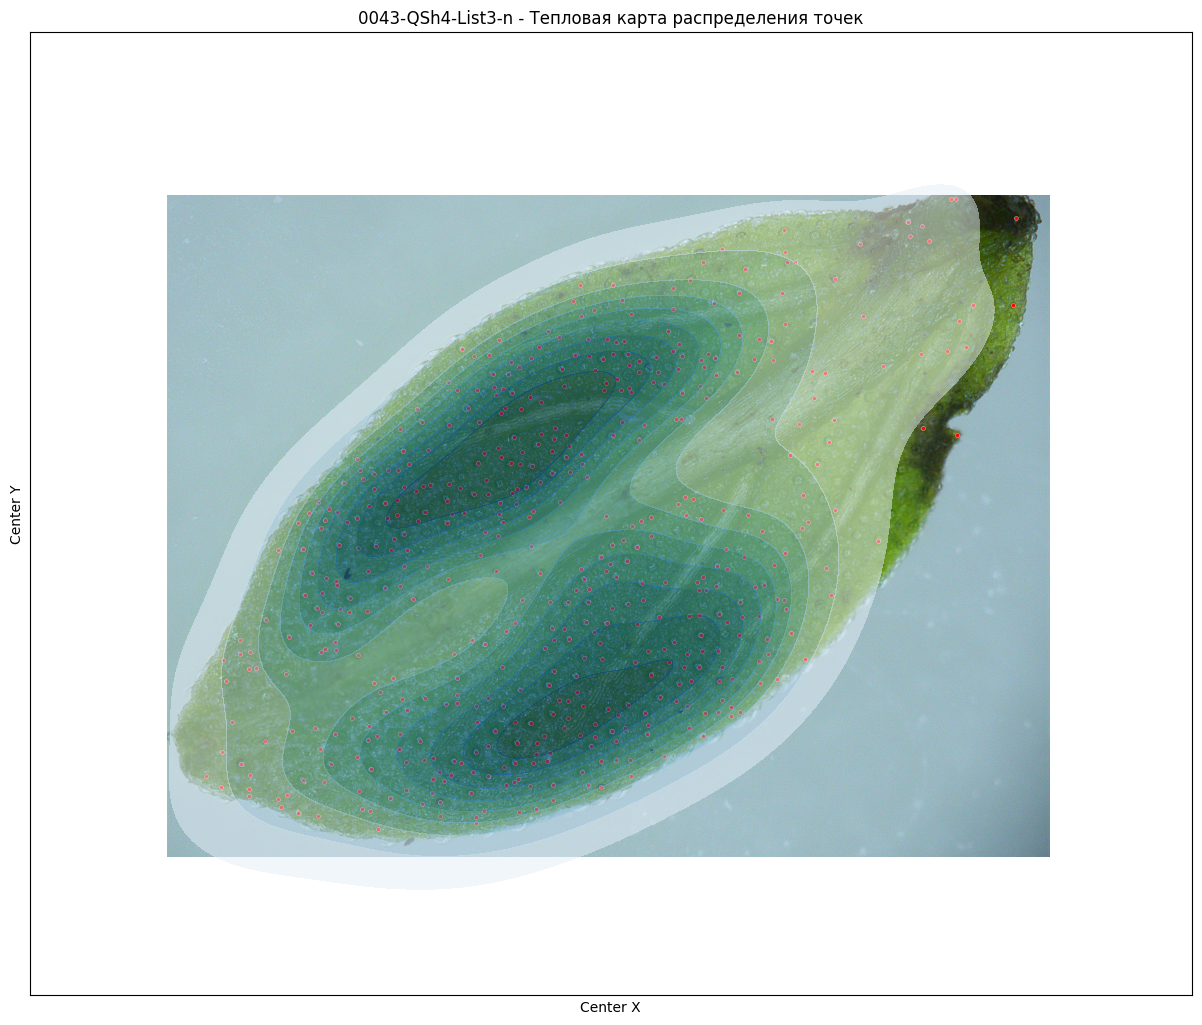 0043-QSh4-List3-n - Тепловая карта распределения точек
Center Y
Center X